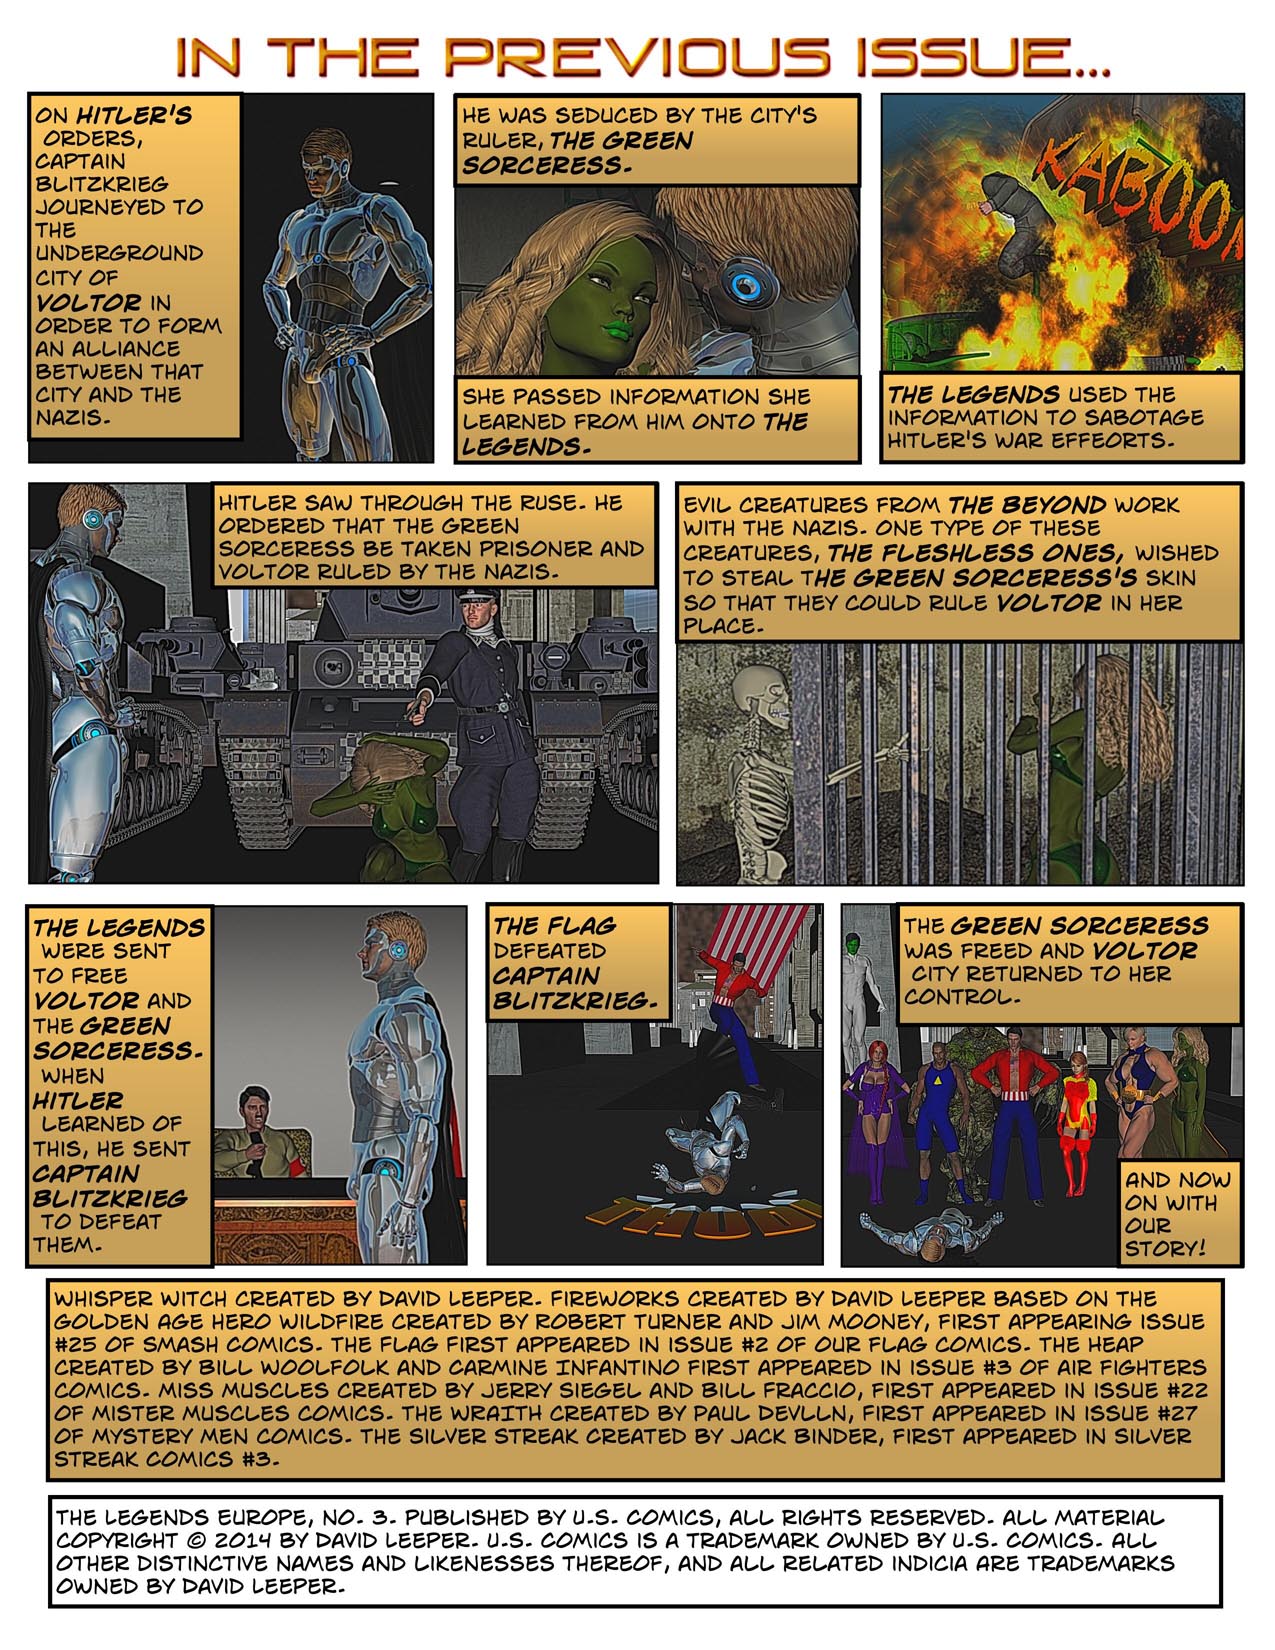 IN THE PREVIOUS ISSUE...
ON HITLER'S
ORDERS,
CAPTAIN
BLITZKRIEG
JOURNEYED TO
THE
UNDERGROUND
CITY OF
VOLTOR IN
ORDER TO FORM
AN ALLIANCE
BETWEEN THAT
CITY AND THE
NAZIS.
HE WAS SEDUCED BY THE CITY'S
RULER, THE GREEN
SORCERESS.
SHE PASSED INFORMATION SHE
LEARNED FROM HIM ONTO THE
LEGENDS.
KABOOM
THE LEGENDS USED THE
INFORMATION TO SABOTAGE
HITLER'S WAR EFFEORTS.
HITLER SAW THROUGH THE RUSE. HE
ORDERED THAT THE GREEN
SORCERESS BE TAKEN PRISONER AND
VOLTOR RULED BY THE NAZIS.
EVIL CREATURES FROM THE BEYOND WORK
WITH THE NAZIS. ONE TYPE OF THESE
CREATURES, THE FLESHLESS ONES, WISHED
TO STEAL THE GREEN SORCERESS'S SKIN
SO THAT THEY COULD RULE VOLTOR IN HER
PLACE.
THE LEGENDS
WERE SENT
TO FREE
VOLTOR AND
THE GREEN
SORCERESS.
WHEN
HITLER
LEARNED OF
THIS, HE SENT
CAPTAIN
BLITZKRIEG
TO DEFEAT
THEM.
THE FLAG
DEFEATED
CAPTAIN
BLITZKRIEG.
THUD
THE GREEN SORCERESS
WAS FREED AND VOLTOR
CITY RETURNED TO HER
CONTROL.
AND NOW
ON WITH
OUR
STORY!
WHISPER WITCH CREATED BY DAVID LEEPER. FIREWORKS CREATED BY DAVID LEEPER BASED ON THE
GOLDEN AGE HERO WILDFIRE CREATED BY ROBERT TURNER AND JIM MOONEY, FIRST APPEARING ISSUE
#25 OF SMASH COMICS. THE FLAG FIRST APPEARED IN ISSUE #2 OF OUR FLAG COMICS. THE HEAP
CREATED BY BILL WOOLFOLK AND CARMINE INFANTINO FIRST APPEARED IN ISSUE #3 OF AIR FIGHTERS
COMICS. MISS MUSCLES CREATED BY JERRY SIEGEL AND BILL FRACCIO, FIRST APPEARED IN ISSUE #22
OF MISTER MUSCLES COMICS. THE WRAITH CREATED BY PAUL DEVLLN, FIRST APPEARED IN ISSUE #27
OF MYSTERY MEN COMICS. THE SILVER STREAK CREATED BY JACK BINDER, FIRST APPEARED IN SILVER
STREAK COMICS #3.
THE LEGENDS EUROPE, NO. 3. PUBLISHED BY U.S. COMICS, ALL RIGHTS RESERVED. ALL MATERIAL
COPYRIGHT © 2014 BY DAVID LEEPER. U.S. COMICS IS A TRADEMARK OWNED BY U.S. COMICS. ALL
OTHER DISTINCTIVE NAMES AND LIKENESSES THEREOF, AND ALL RELATED INDICIA ARE TRADEMARKS
OWNED BY DAVID LEEPER.